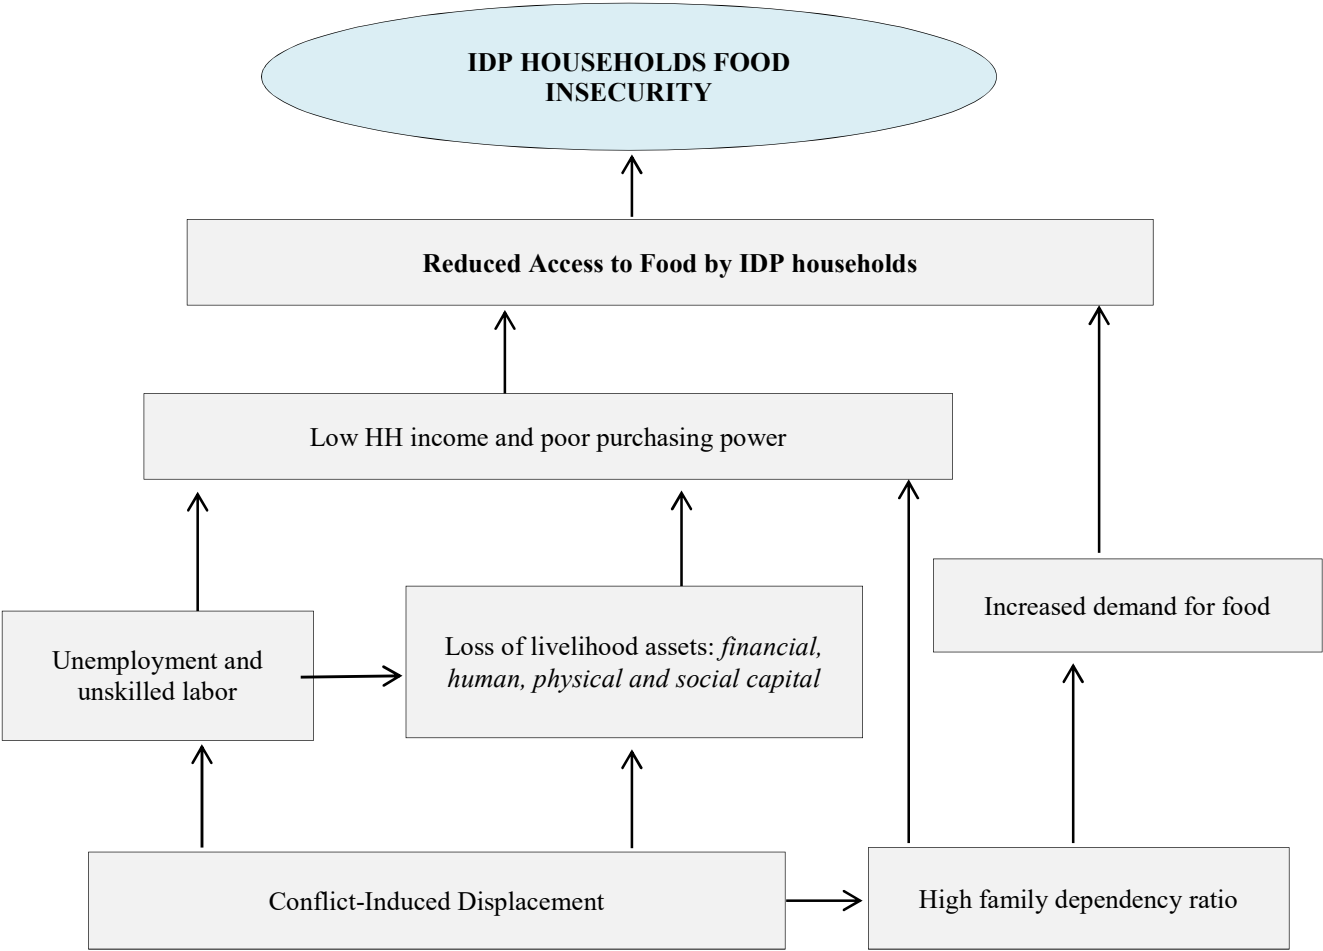 IDP HOUSEHOLDS FOOD
INSECURITY
Reduced Access to Food by IDP households
Low HH income and poor purchasing power
Increased demand for food
Unemployment and
unskilled labor
Loss of livelihood assets: financial,
human, physical and social capital
Conflict-Induced Displacement
High family dependency ratio